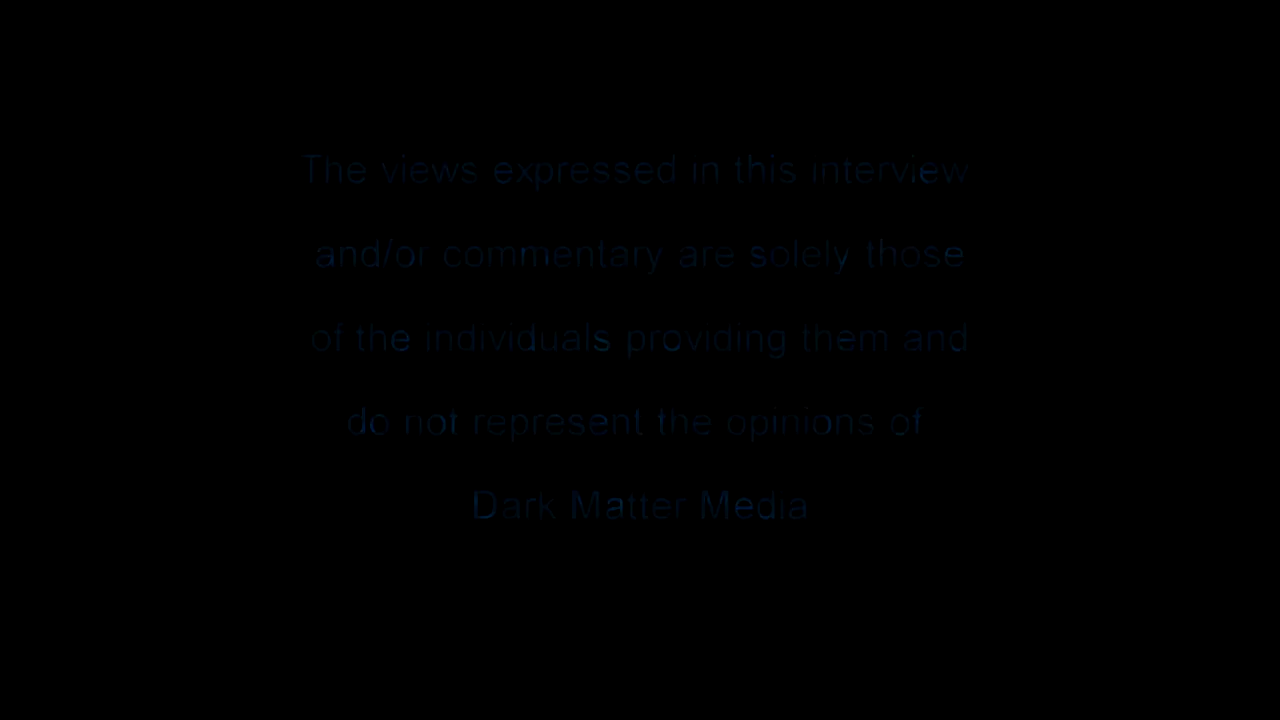 The views expressed in this interview
and/or commentary are solely those
of the individuals providing them and
do not represent the opinions of
Dark Matter Media